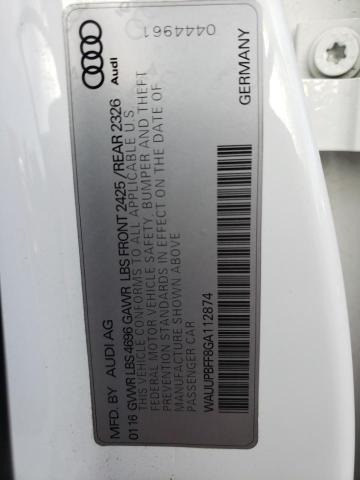 MFD. BY AUDI AG
0116 GVWR LBS 4696 GAWR LBS FRONT 2425/REAR 2326
THIS VEHICLE CONFORMS TO ALL APPLICABLE U.S.
FEDERAL MOTOR VEHICLE SAFETY, BUMPER AND THEFT
PREVENTION STANDARDS IN EFFECT ON THE DATE OF
MANUFACTURE SHOWN ABOVE
PASSENGER CAR
WAUUPBFF8GA112874
GERMANY
Audi
0444961